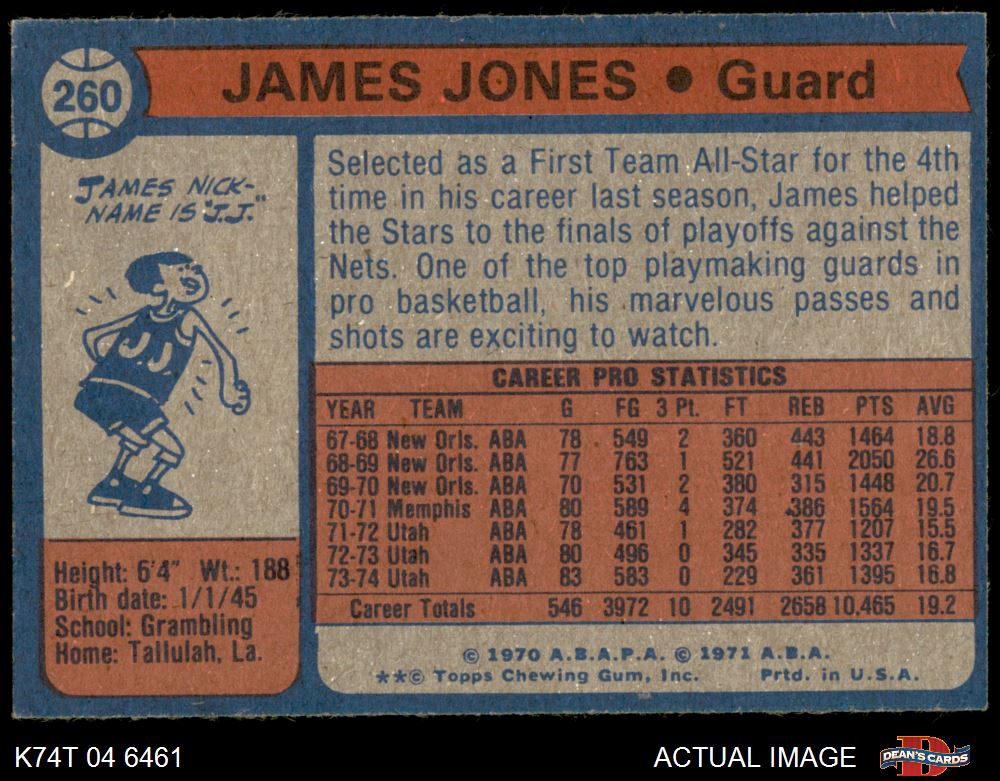 260
JAMES JONES • Guard
JAMES NICK-
NAME IS "J.J."
JJ
Height: 6'4" Wt.: 188
Birth date: 1/1/45
School: Grambling
Home: Tallulah, La.
Selected as a First Team All-Star for the 4th
time in his career last season, James helped
the Stars to the finals of playoffs against the
Nets. One of the top playmaking guards in
pro basketball, his marvelous passes and
shots are exciting to watch.
CAREER PRO STATISTICS
YEAR TEAM G FG 3 Pt. FT REB PTS AVG
67-68 New Orls. ABA 78 549 2 360 443 1464 18.8
68-69 New Orls. ABA 77 763 1 521 441 2050 26.6
69-70 New Orls. ABA 70 531 2 380 315 1448 20.7
70-71 Memphis ABA 80 589 4 374 386 1564 19.5
71-72 Utah ABA 78 461 1 282 377 1207 15.5
72-73 Utah ABA 80 496 0 345 335 1337 16.7
73-74 Utah ABA 83 583 0 229 361 1395 16.8
Career Totals 546 3972 10 2491 2658 10,465 19.2
© 1970 A.B.A.P.A. © 1971 A.B.A.
**© Topps Chewing Gum, Inc. Prtd. in U.S.A.
K74T 04 6461
ACTUAL IMAGE
D
DEAN'S CARDS